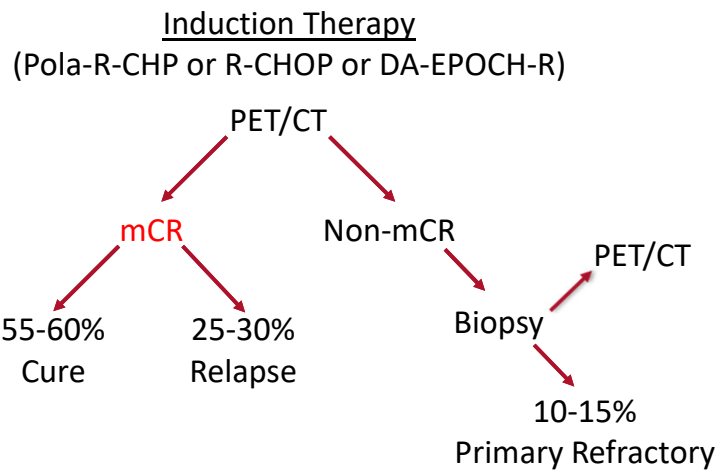 Induction Therapy
(Pola-R-CHP or R-CHOP or DA-EPOCH-R)
PET/CT
mCR
Non-mCR
PET/CT
55-60%
Cure
25-30%
Relapse
Biopsy
10-15%
Primary Refractory